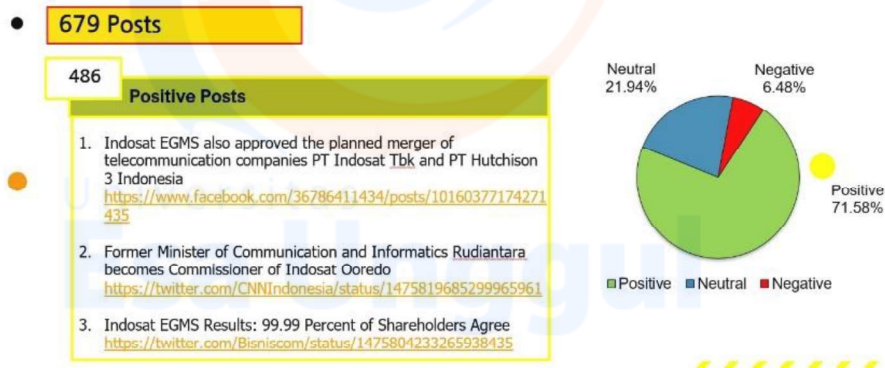 679 Posts
486
Positive Posts
1. Indosat EGMS also approved the planned merger of
telecommunication companies PT Indosat Tbk and PT Hutchison
3 Indonesia
https://www.facebook.com/36786411434/posts/10160377174271
435
2. Former Minister of Communication and Informatics Rudiantara
becomes Commissioner of Indosat Ooredo
https://twitter.com/CNNIndonesia/status/1475819685299965961
3. Indosat EGMS Results: 99.99 Percent of Shareholders Agree
https://twitter.com/Bisniscom/status/1475804233265938435
Neutral
21.94%
Negative
6.48%
Positive
71.58%
Positive Neutral Negative
Universitas
Esa Unggul